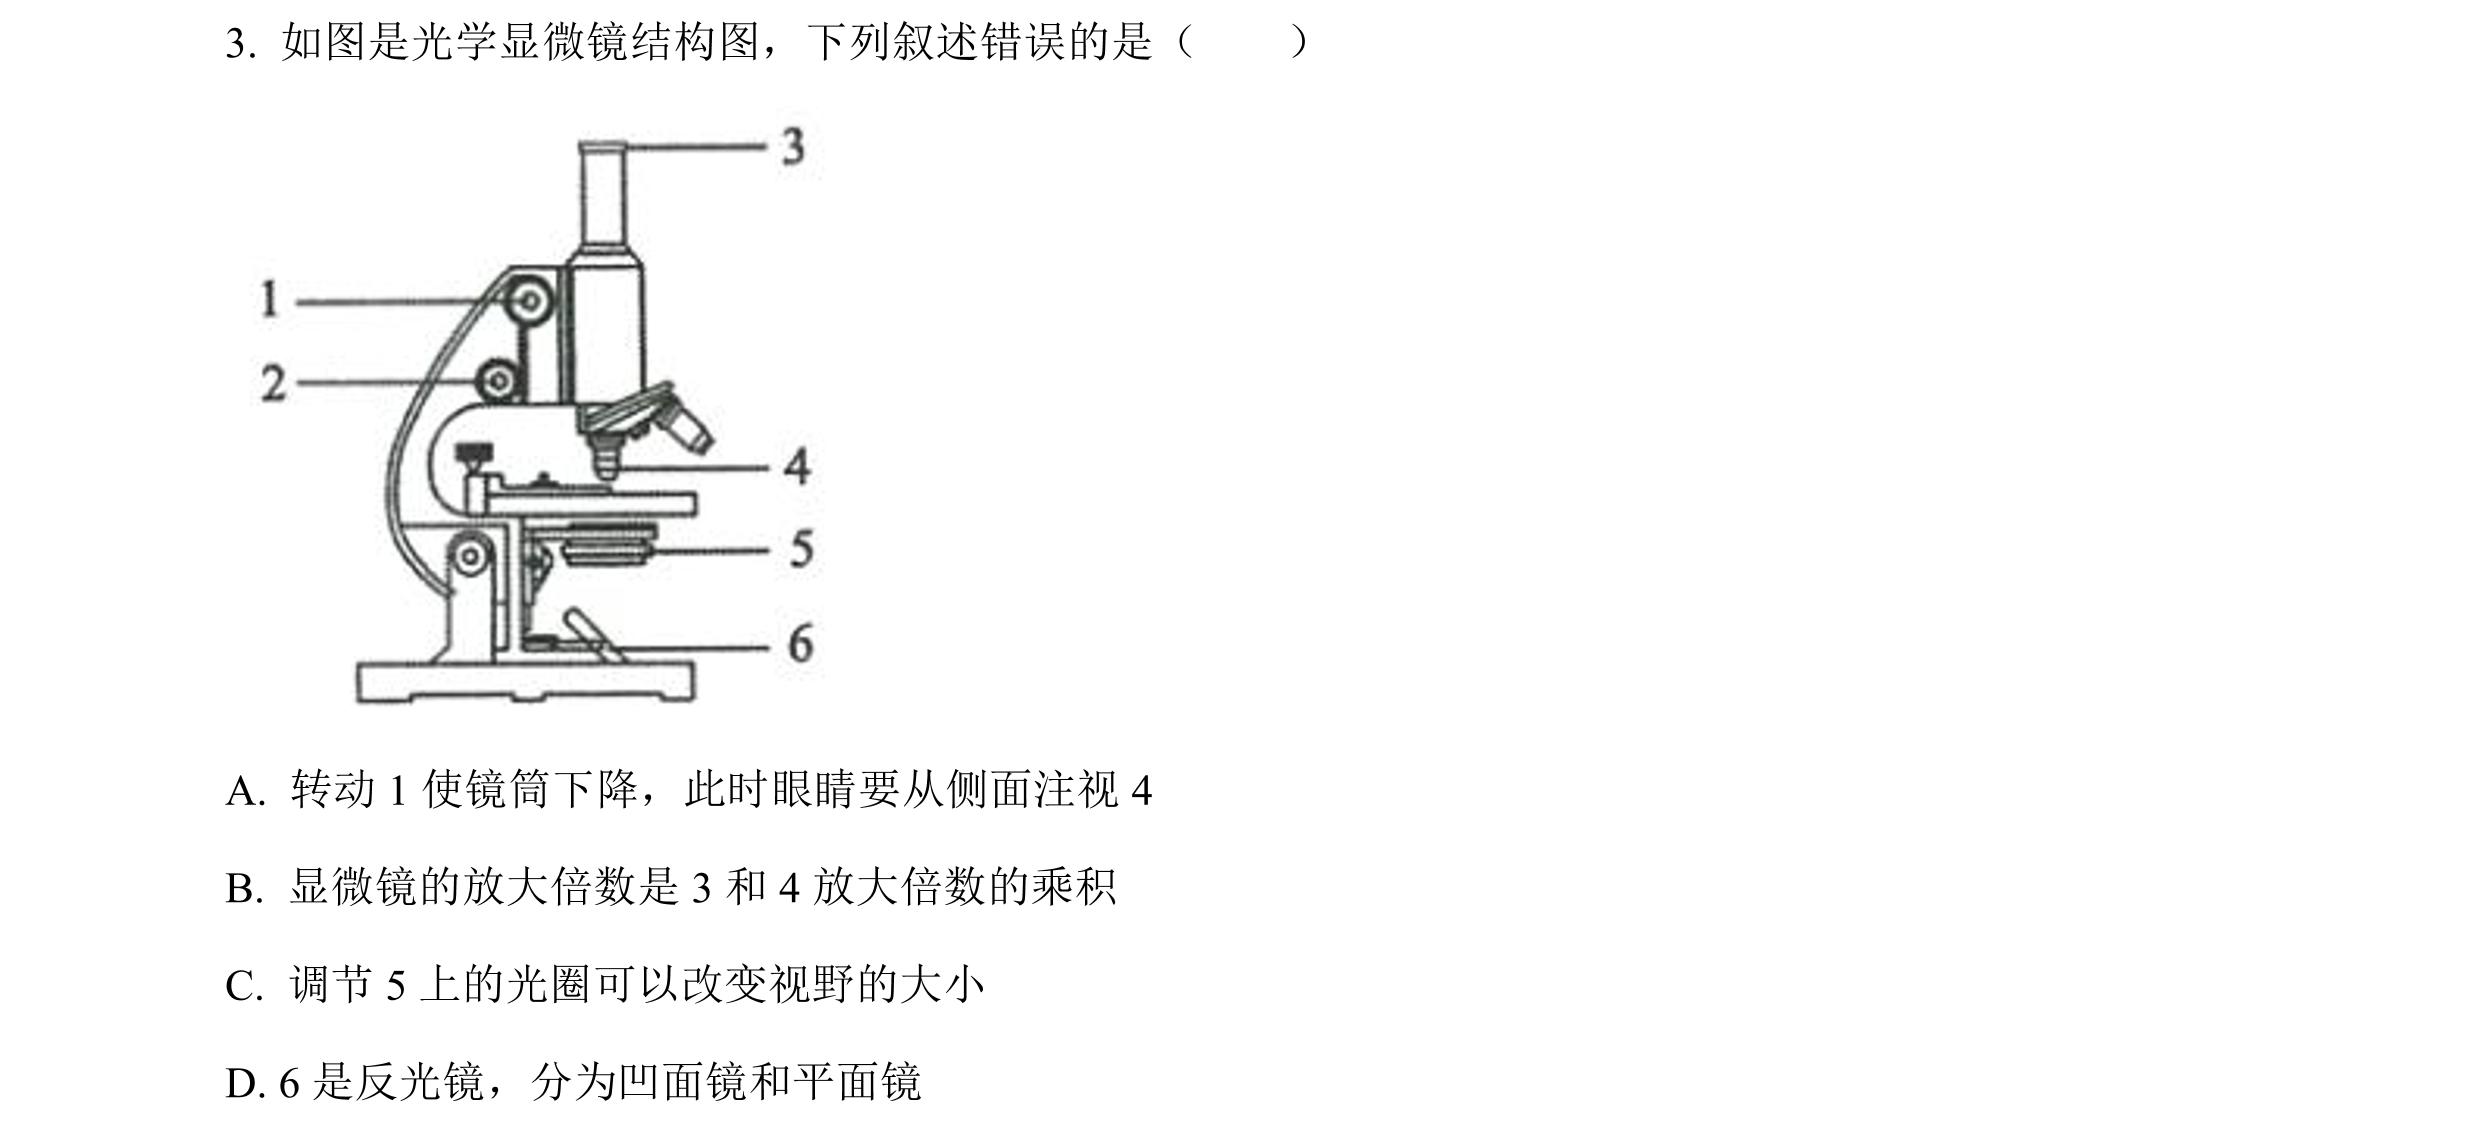 3. 如图是光学显微镜结构图，下列叙述错误的是（　　）
3
1
2
4
5
6
A. 转动 1 使镜筒下降，此时眼睛要从侧面注视 4
B. 显微镜的放大倍数是 3 和 4 放大倍数的乘积
C. 调节 5 上的光圈可以改变视野的大小
D. 6 是反光镜，分为凹面镜和平面镜